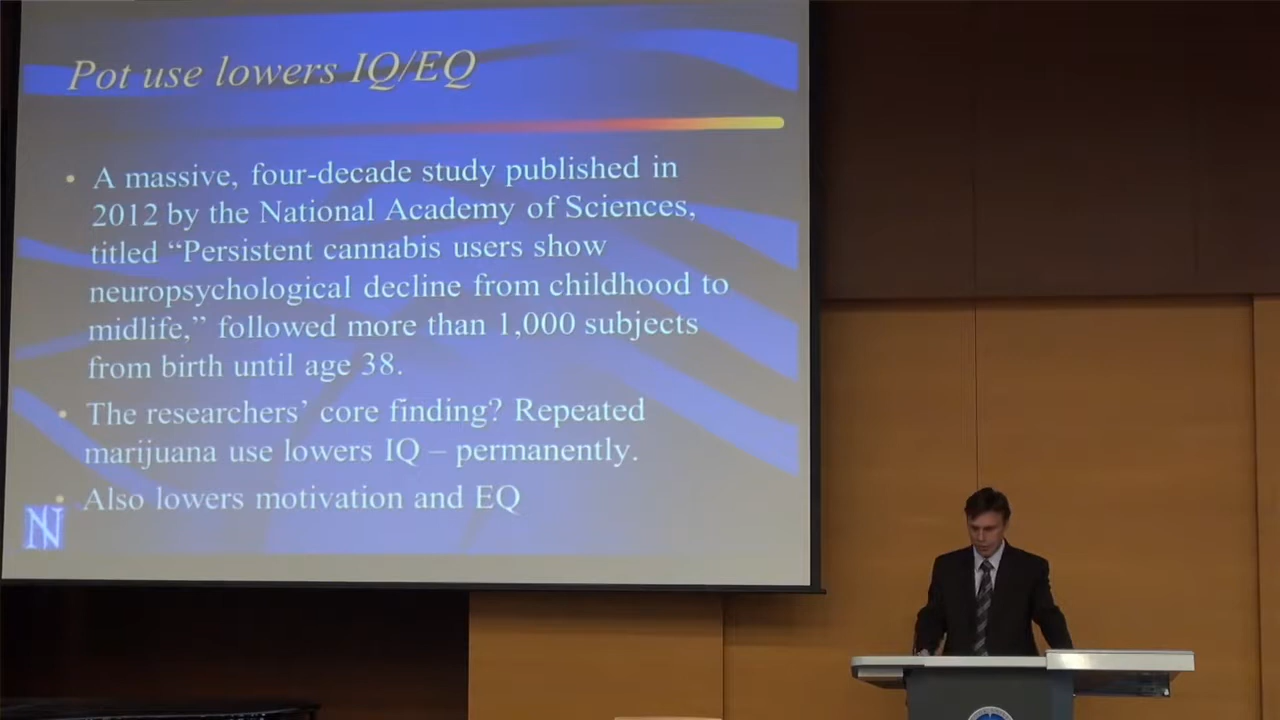 Pot use lowers IQ/EQ
• A massive, four-decade study published in
2012 by the National Academy of Sciences,
titled “Persistent cannabis users show
neuropsychological decline from childhood to
midlife,” followed more than 1,000 subjects
from birth until age 38.
• The researchers’ core finding? Repeated
marijuana use lowers IQ – permanently.
• Also lowers motivation and EQ
N